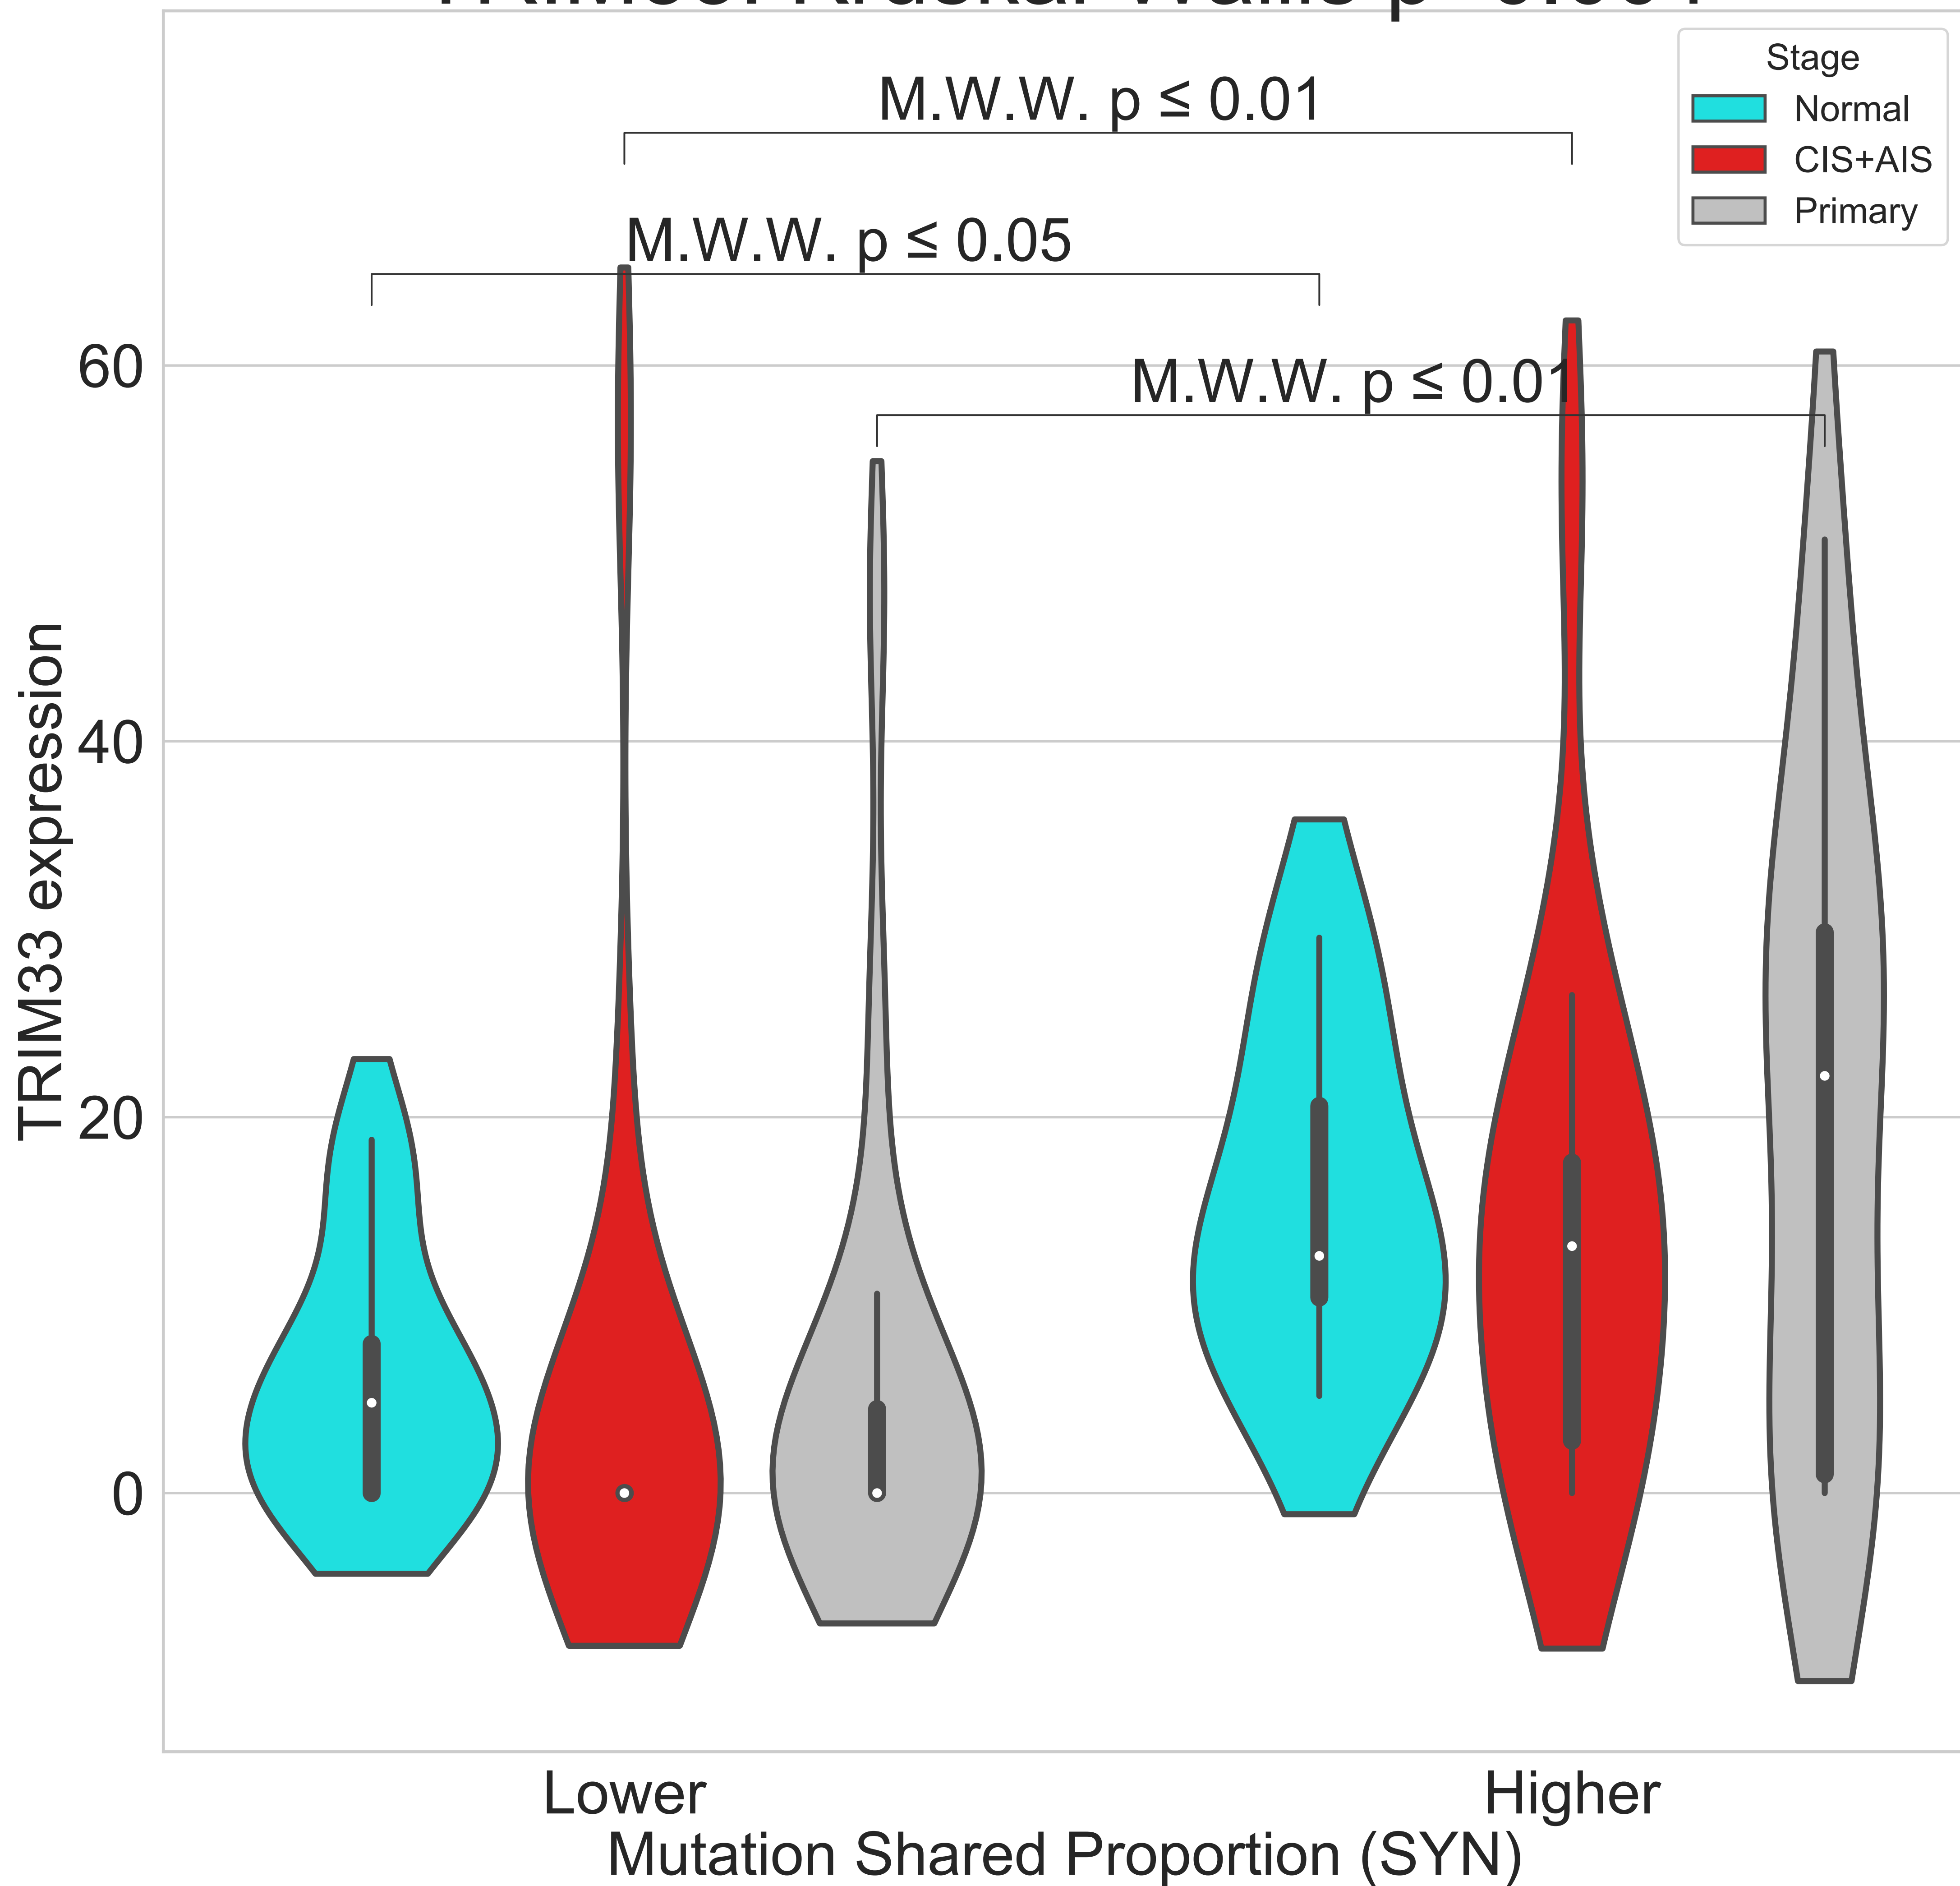 M.W.W. p ≤ 0.01
Stage
Normal
CIS+AIS
Primary
M.W.W. p ≤ 0.05
M.W.W. p ≤ 0.01
60
40
20
0
TRIM33 expression
Lower
Higher
Mutation Shared Proportion (SYN)